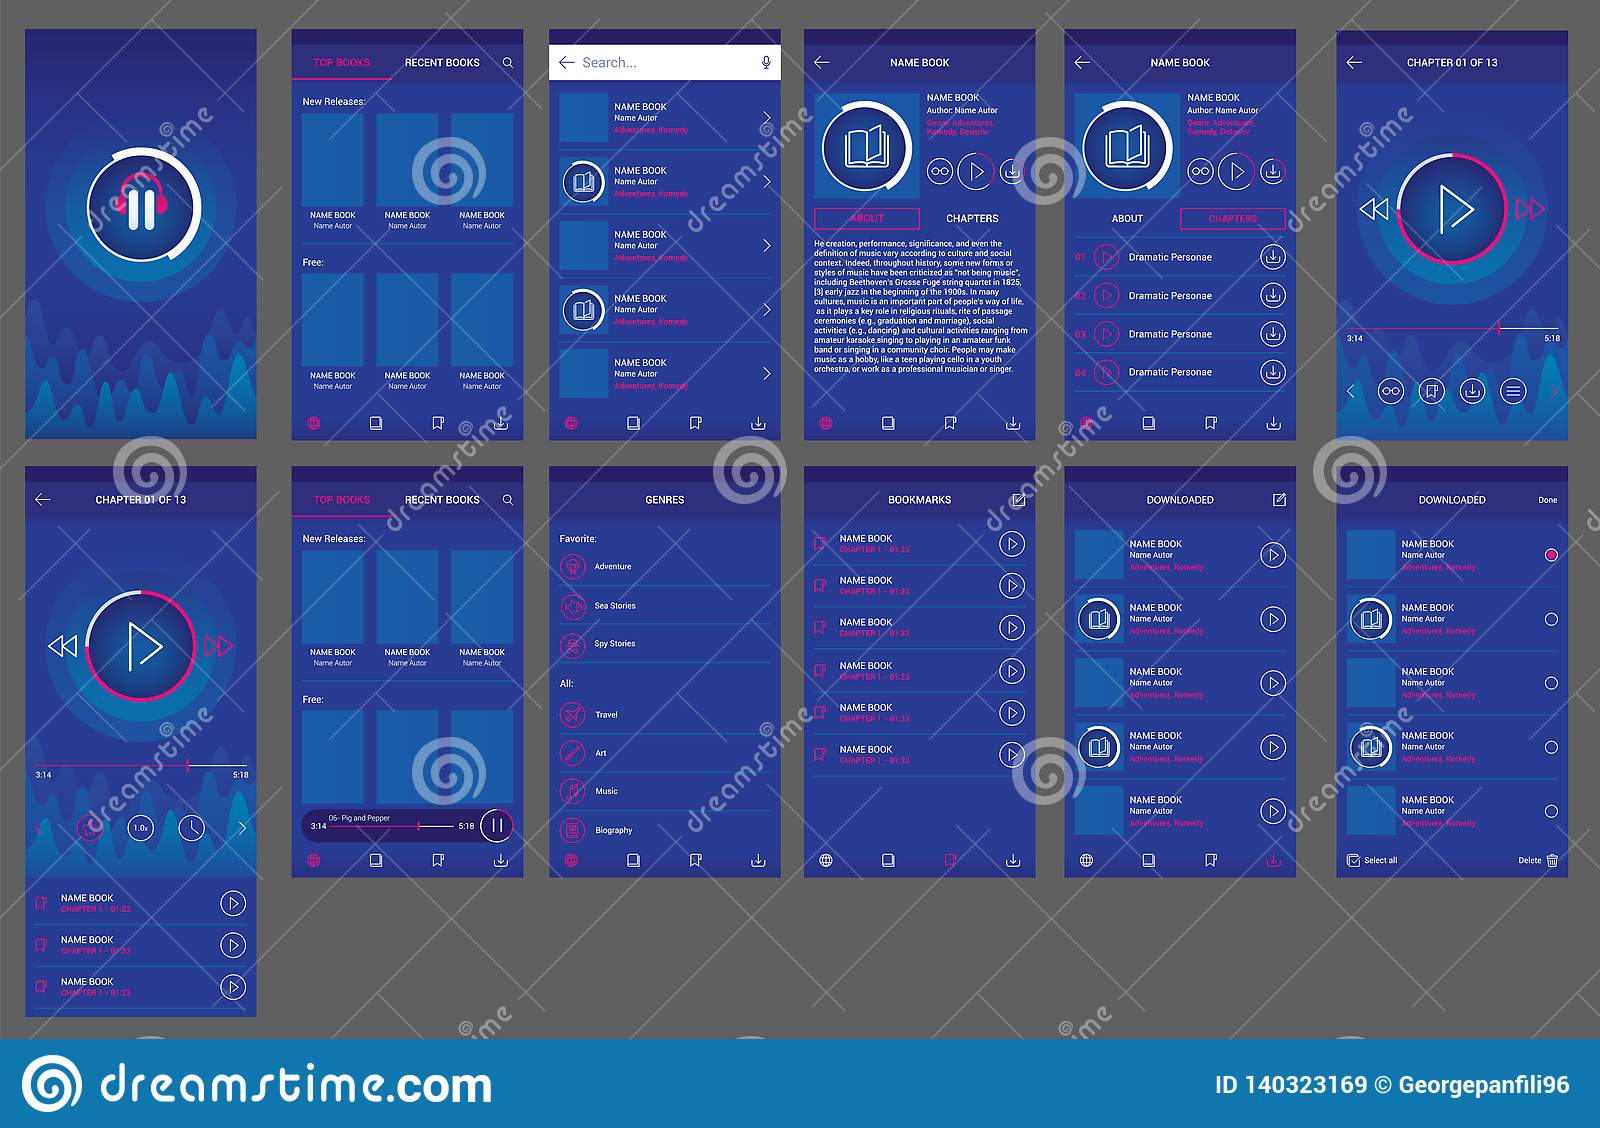 TOP BOOKS RECENT BOOKS
New Releases:
NAME BOOK NAME BOOK NAME BOOK
Name Autor Name Autor Name Autor
Free:
NAME BOOK NAME BOOK NAME BOOK
Name Autor Name Autor Name Autor
Search...
NAME BOOK
Name Autor
Adventures, Komedy
NAME BOOK
Name Autor
Adventures, Komedy
NAME BOOK
Name Autor
Adventures, Komedy
NAME BOOK
Name Autor
Adventures, Komedy
NAME BOOK
Name Autor
Adventures, Komedy
NAME BOOK
NAME BOOK
Author: Name Autor
Genre: Adventures,
Komedy, Detectiv
ABOUT CHAPTERS
He creation, performance, significance, and even the
definition of music vary according to culture and social
context. Indeed, throughout history, some new forms or
styles of music have been criticized as "not being music",
including Beethoven's Grosse Fuge string quartet in 1825,
[3] early jazz in the beginning of the 1900s. In many
cultures, music is an important part of people's way of life,
as it plays a key role in religious rituals, rite of passage
ceremonies (e.g., graduation and marriage), social
activities (e.g., dancing) and cultural activities ranging from
amateur karaoke singing to playing in an amateur funk
band or singing in a community choir. People may make
music as a hobby, like a teen playing cello in a youth
orchestra, or work as a professional musician or singer.
NAME BOOK
NAME BOOK
Author: Name Autor
Genre: Adventures,
Komedy, Detectiv
ABOUT CHAPTERS
01 Dramatic Personae
02 Dramatic Personae
03 Dramatic Personae
04 Dramatic Personae
CHAPTER 01 OF 13
3:14 5:18
CHAPTER 01 OF 13
3:14 5:18
1.0x
NAME BOOK
CHAPTER 1 - 01:22
NAME BOOK
CHAPTER 1 - 01:22
NAME BOOK
CHAPTER 1 - 01:23
TOP BOOKS RECENT BOOKS
New Releases:
NAME BOOK NAME BOOK NAME BOOK
Name Autor Name Autor Name Autor
Free:
06- Pig and Pepper
3:14 5:18
GENRES
Favorite:
Adventure
Sea Stories
Spy Stories
All:
Travel
Art
Music
Biography
BOOKMARKS
NAME BOOK
CHAPTER 1 - 01:22
NAME BOOK
CHAPTER 1 - 01:22
NAME BOOK
CHAPTER 1 - 01:22
NAME BOOK
CHAPTER 1 - 01:22
NAME BOOK
CHAPTER 1 - 01:22
NAME BOOK
CHAPTER 1 - 01:22
DOWNLOADED
NAME BOOK
Name Autor
Adventures, Komedy
NAME BOOK
Name Autor
Adventures, Komedy
NAME BOOK
Name Autor
Adventures, Komedy
NAME BOOK
Name Autor
Adventures, Komedy
NAME BOOK
Name Autor
Adventures, Komedy
DOWNLOADED Done
NAME BOOK
Name Autor
Adventures, Komedy
NAME BOOK
Name Autor
Adventures, Komedy
NAME BOOK
Name Autor
Adventures, Komedy
NAME BOOK
Name Autor
Adventures, Komedy
NAME BOOK
Name Autor
Adventures, Komedy
Select all Delete
dreamstime.com
ID 140323169 © Georgepanfili96